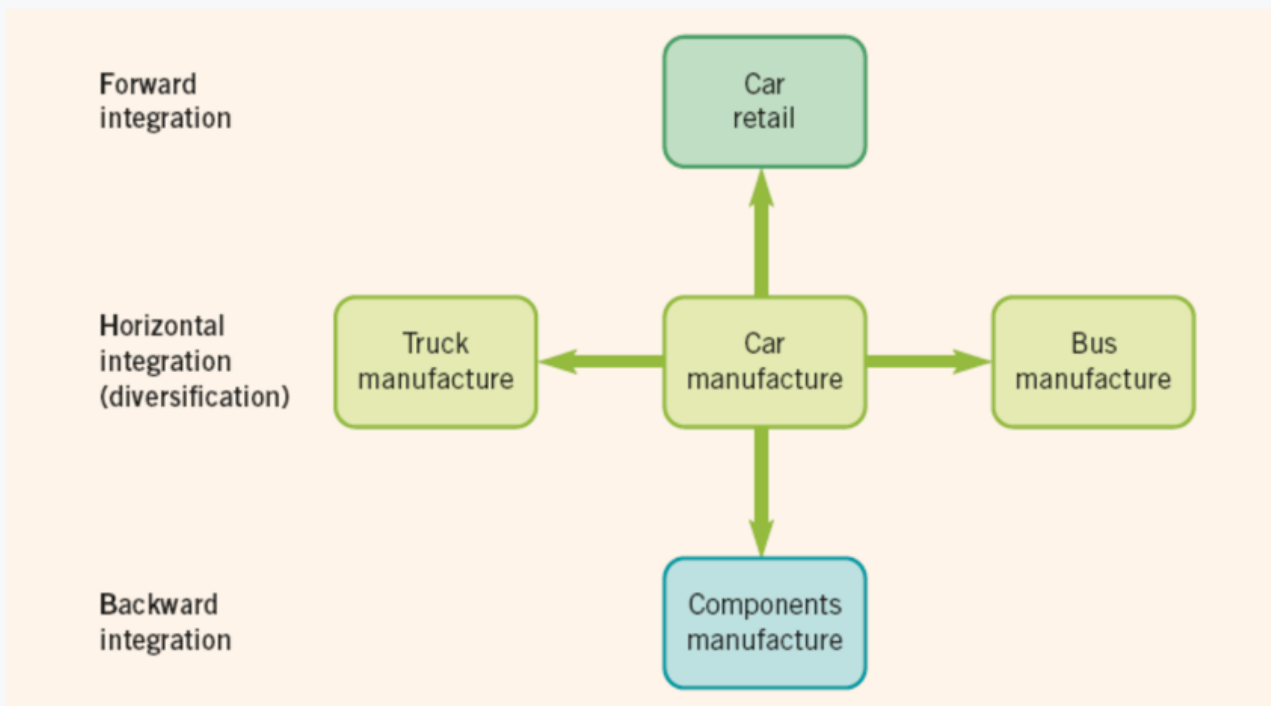 Forward
integration
Car
retail
Horizontal
integration
(diversification)
Truck
manufacture
Car
manufacture
Bus
manufacture
Backward
integration
Components
manufacture